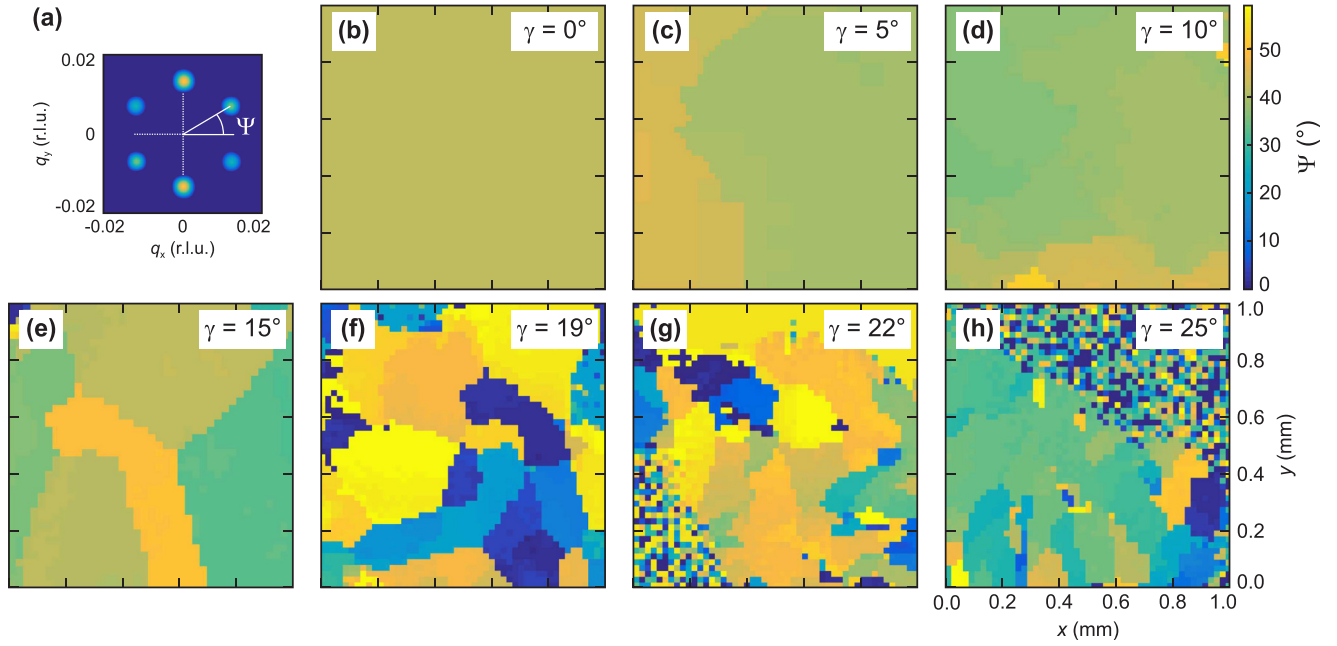 (a)
0.02
0
-0.02
qy (r.l.u.)
-0.02 0 0.02
qx (r.l.u.)
Ψ
(b) γ = 0°
(c) γ = 5°
(d) γ = 10°
50
40
30
20
10
0
Ψ (°)
(e) γ = 15°
(f) γ = 19°
(g) γ = 22°
(h) γ = 25°
1.0
0.8
0.6
0.4
0.2
0.0
y (mm)
0.0 0.2 0.4 0.6 0.8 1.0
x (mm)